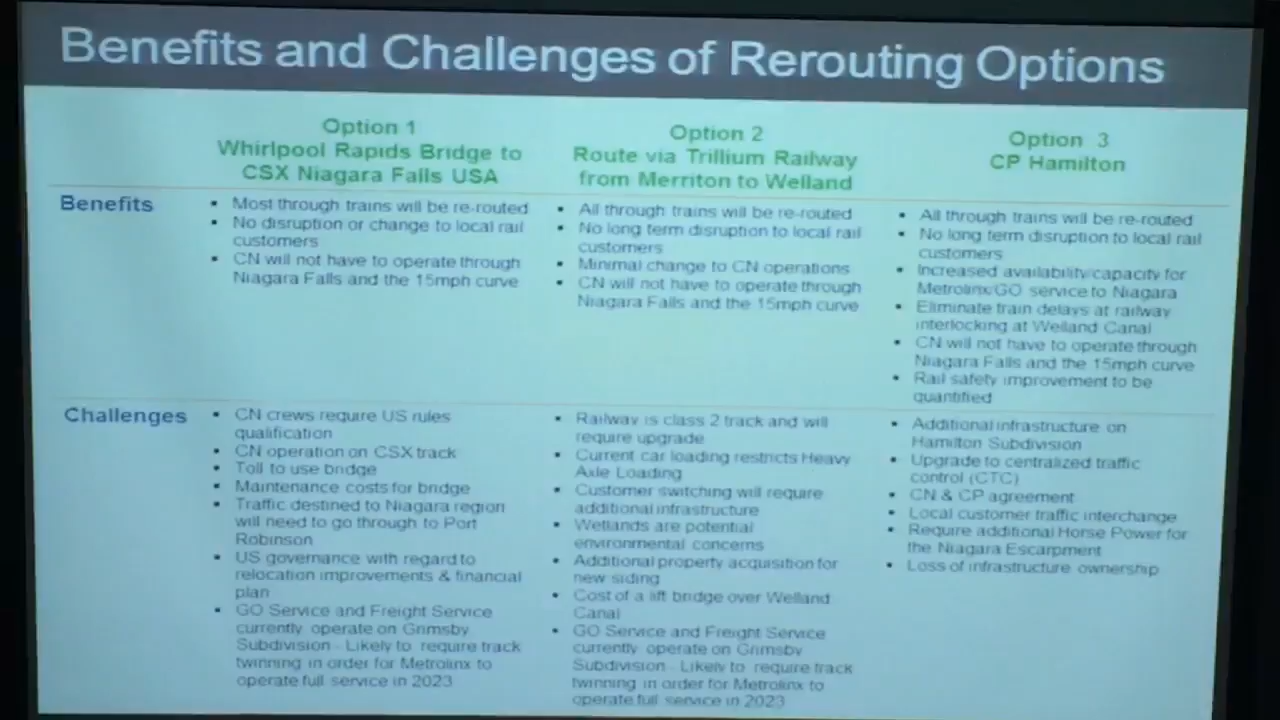 Benefits and Challenges of Rerouting Options
Option 1
Whirlpool Rapids Bridge to
CSX Niagara Falls USA
Option 2
Route via Trillium Railway
from Merriton to Welland
Option 3
CP Hamilton
Benefits
▪ Most through trains will be re-routed
▪ No disruption or change to local rail
customers
▪ CN will not have to operate through
Niagara Falls and the 15mph curve
▪ All through trains will be re-routed
▪ No long term disruption to local rail
customers
▪ Minimal change to CN operations
▪ CN will not have to operate through
Niagara Falls and the 15mph curve
▪ All through trains will be re-routed
▪ No long term disruption to local rail
customers
▪ Increased availability/capacity for
Metrolinx/GO service to Niagara
▪ Eliminate train delays at railway
interlocking at Welland Canal
▪ CN will not have to operate through
Niagara Falls and the 15mph curve
▪ Rail safety improvement to be
quantified
Challenges
▪ CN crews require US rules
qualification
▪ CN operation on CSX track
▪ Toll to use bridge
▪ Maintenance costs for bridge
▪ Traffic destined to Niagara region
will need to go through to Port
Robinson
▪ US governance with regard to
relocation improvements & financial
plan
▪ GO Service and Freight Service
currently operate on Grimsby
Subdivision - Likely to require track
twinning in order for Metrolinx to
operate full service in 2023
▪ Railway is class 2 track and will
require upgrade
▪ Current car loading restricts Heavy
Axle Loading
▪ Customer switching will require
additional infrastructure
▪ Wetlands are potential
environmental concerns
▪ Additional property acquisition for
new siding
▪ Cost of a lift bridge over Welland
Canal
▪ GO Service and Freight Service
currently operate on Grimsby
Subdivision - Likely to require track
twinning in order for Metrolinx to
operate full service in 2023
▪ Additional infrastructure on
Hamilton Subdivision
▪ Upgrade to centralized traffic
control (CTC)
▪ CN & CP agreement
▪ Local customer traffic interchange
▪ Require additional Horse Power for
the Niagara Escarpment
▪ Loss of infrastructure ownership